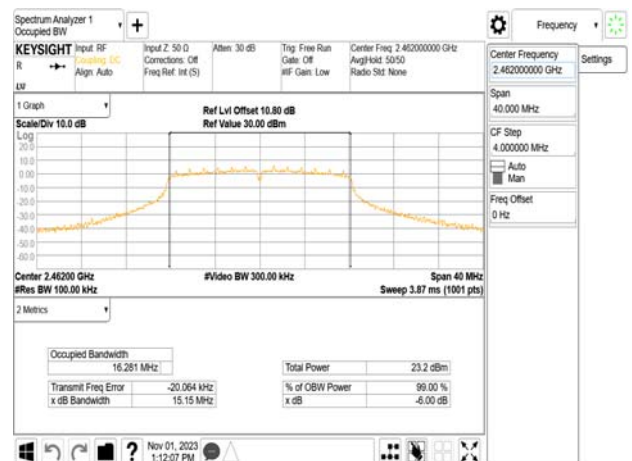 Spectrum Analyzer 1
Occupied BW
+
Frequency
KEYSIGHT
R
LXI
Input: RF
Coupling: DC
Align: Auto
Input Z: 50 Ω
Corrections: Off
Freq Ref: Int (S)
Atten: 30 dB
Trig: Free Run
Gate: Off
#IF Gain: Low
Center Freq: 2.462000000 GHz
Avg|Hold: 50/50
Radio Std: None
Center Frequency
2.462000000 GHz
Settings
Span
40.000 MHz
CF Step
4.000000 MHz
Auto
Man
Freq Offset
0 Hz
1 Graph
Scale/Div 10.0 dB
Ref Lvl Offset 10.80 dB
Ref Value 30.00 dBm
Log
20.0
10.0
0.00
-10.0
-20.0
-30.0
-40.0
-50.0
-60.0
Center 2.46200 GHz
#Res BW 100.00 kHz
#Video BW 300.00 kHz
Span 40 MHz
Sweep 3.87 ms (1001 pts)
2 Metrics
Occupied Bandwidth
16.281 MHz
Total Power 23.2 dBm
Transmit Freq Error -20.064 kHz
% of OBW Power 99.00 %
x dB Bandwidth 15.15 MHz
x dB -6.00 dB
?
Nov 01, 2023
1:12:07 PM